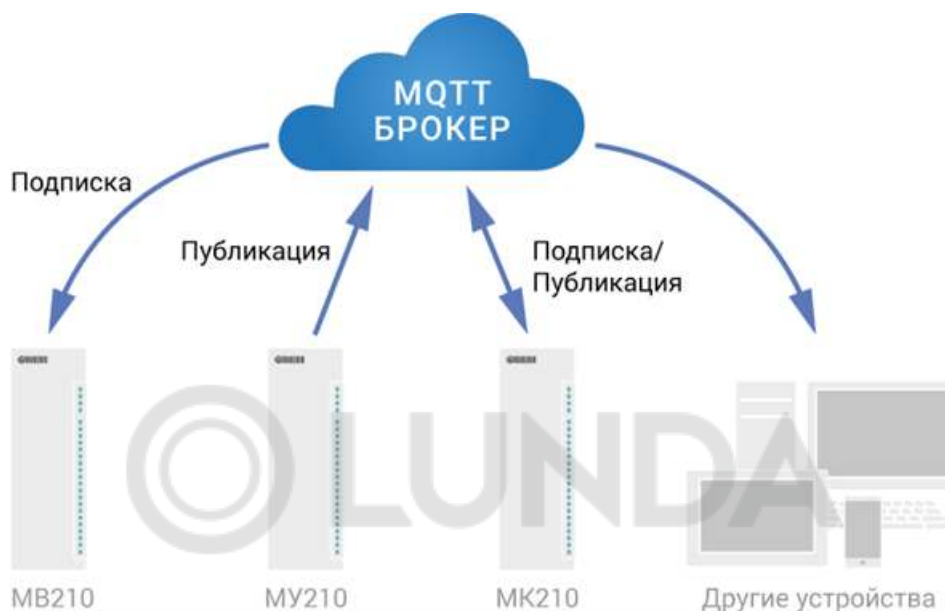 MQTT
БРОКЕР
Подписка
Публикация
Подписка/
Публикация
LUNDA
МВ210
МУ210
МК210
Другие устройства